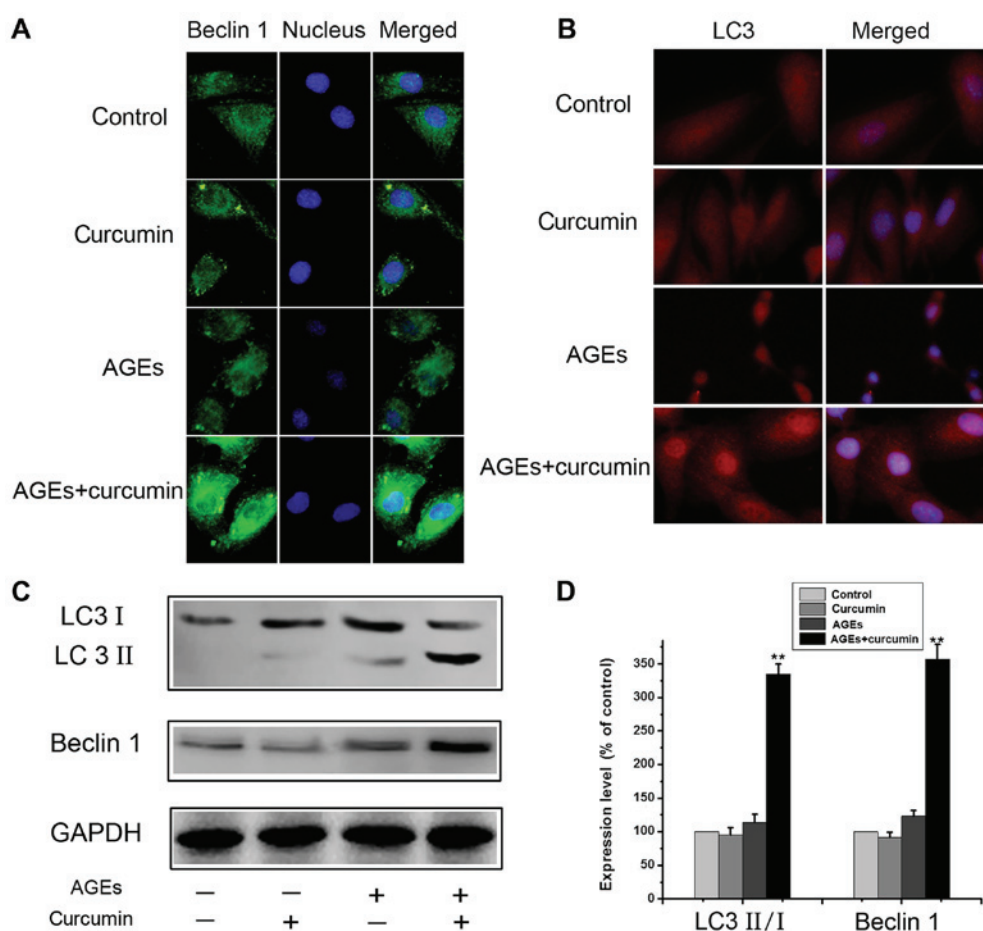 A
Beclin 1 Nucleus Merged
Control
Curcumin
AGEs
AGEs+curcumin
B
LC3 Merged
Control
Curcumin
AGEs
AGEs+curcumin
C
LC3 I
LC 3 II
Beclin 1
GAPDH
AGEs – – + +
Curcumin – + – +
D
Control
Curcumin
AGEs
AGEs+curcumin
Expression level (% of control)
350
300
250
200
150
100
50
0
** **
LC3 II/I Beclin 1